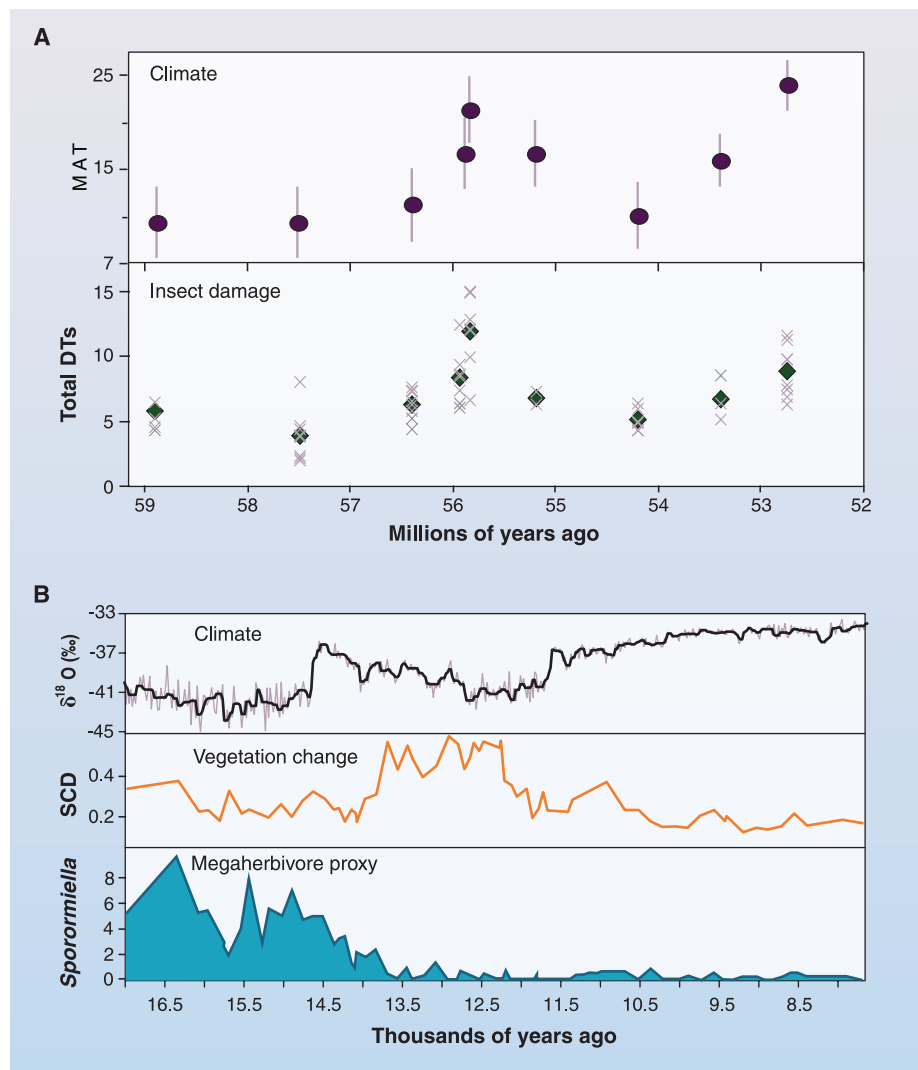 A
Climate
25
15
7
MAT
Insect damage
15
10
5
0
Total DTs
59 58 57 56 55 54 53 52
Millions of years ago
B
Climate
-33
-37
-41
-45
δ18 O (‰)
Vegetation change
0.4
0.2
SCD
Megaherbivore proxy
8
6
4
2
0
Sporormiella
16.5 15.5 14.5 13.5 12.5 11.5 10.5 9.5 8.5
Thousands of years ago